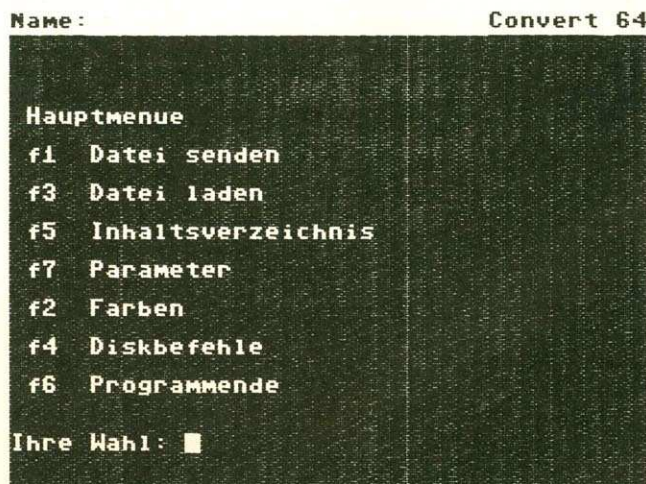 Name: Convert 64
Hauptmenue
f1 Datei senden
f3 Datei laden
f5 Inhaltsverzeichnis
f7 Parameter
f2 Farben
f4 Diskbefehle
f6 Programmende
Ihre Wahl: